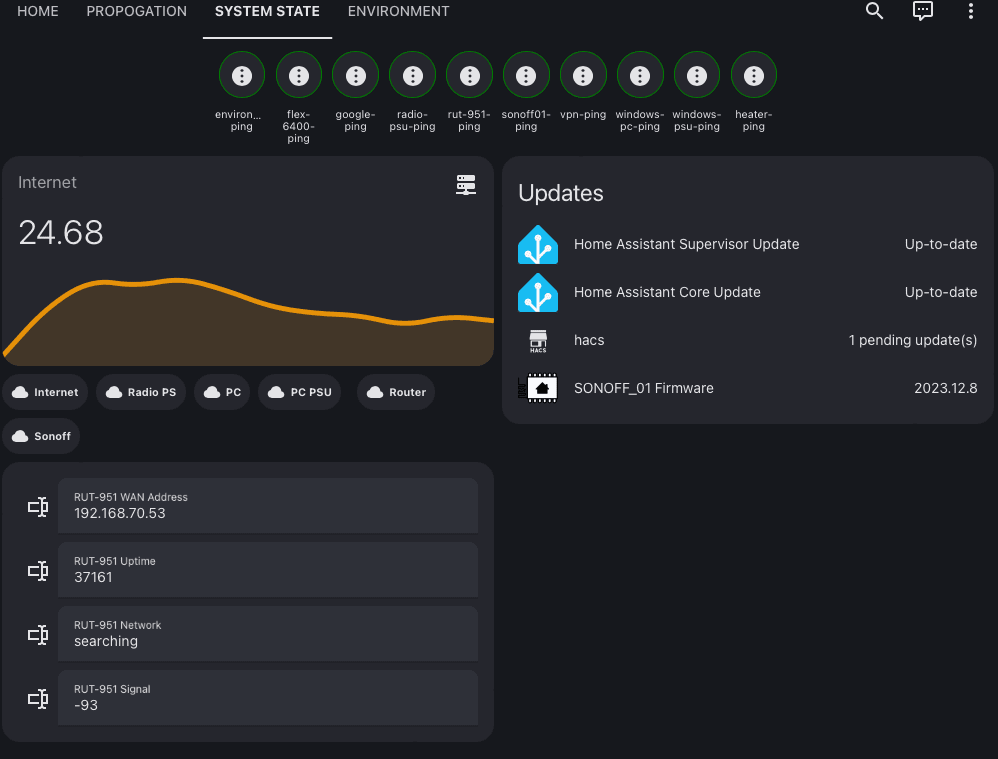 HOME PROPOGATION SYSTEM STATE ENVIRONMENT
environ... flex- google- radio- rut-951- sonoff01- vpn-ping windows- windows- heater-
ping 6400- ping psu-ping ping ping pc-ping psu-ping ping
ping
Internet
24.68
Internet Radio PS PC PC PSU Router
Sonoff
RUT-951 WAN Address
192.168.70.53
RUT-951 Uptime
37161
RUT-951 Network
searching
RUT-951 Signal
-93
Updates
Home Assistant Supervisor Update Up-to-date
Home Assistant Core Update Up-to-date
HACS hacs 1 pending update(s)
SONOFF_01 Firmware 2023.12.8